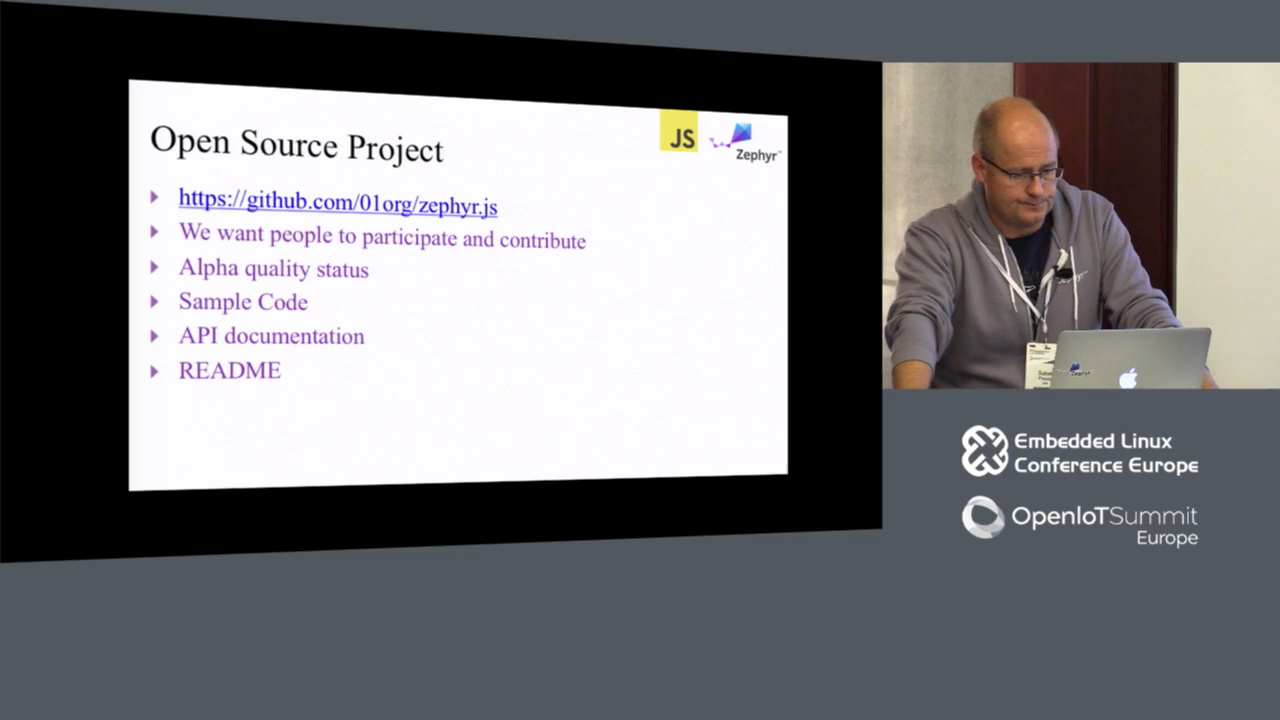 Open Source Project
JS
Zephyr™
https://github.com/01org/zephyr.js
We want people to participate and contribute
Alpha quality status
Sample Code
API documentation
README
Zephyr
Embedded Linux
Conference Europe
OpenIoTSummit
Europe